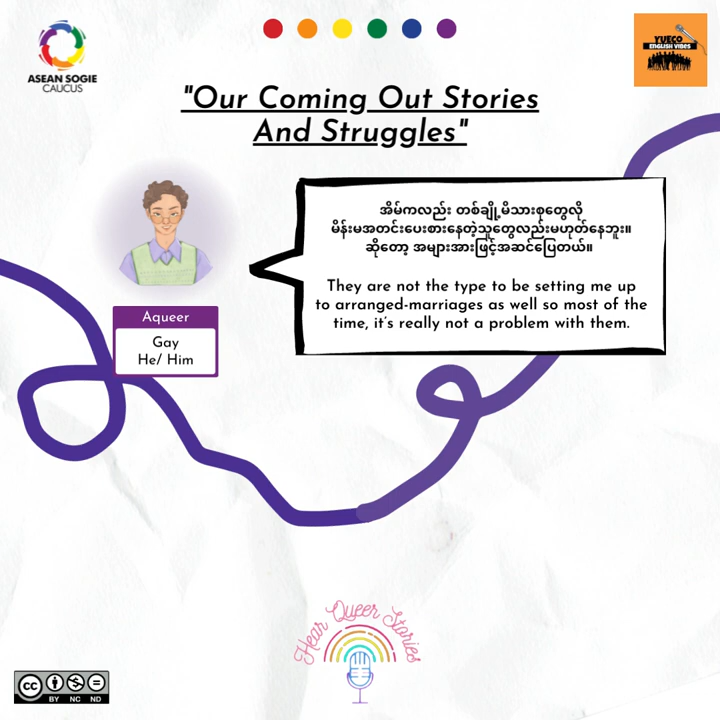 ASEAN SOGIE
CAUCUS
YUECO
ENGLISH VIBES
"Our Coming Out Stories
And Struggles"
အိမ်ကလည်း တစ်ချို့မိသားစုတွေလို
မိန်းမအတင်းပေးစားနေတဲ့သူတွေလည်းမဟုတ်နေဘူး။
ဆိုတော့ အများအားဖြင့်အဆင်ပြေတယ်။
They are not the type to be setting me up
to arranged-marriages as well so most of the
time, it's really not a problem with them.
Aqueer
Gay
He/ Him
Hear Queer Stories
cc
BY NC ND